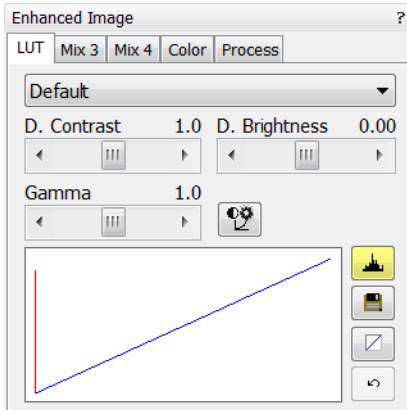 Enhanced Image ?
LUT Mix 3 Mix 4 Color Process
Default
D. Contrast 1.0 D. Brightness 0.00
Gamma 1.0